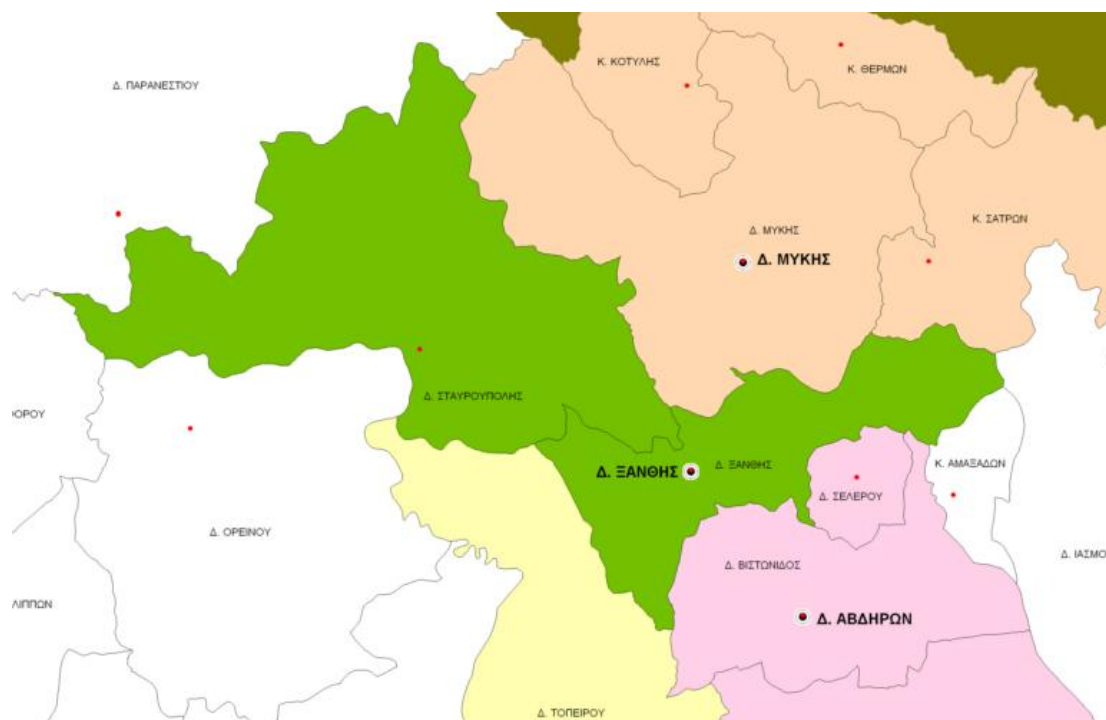 Κ. ΚΟΤΥΛΗΣ
Κ. ΘΕΡΜΩΝ
Δ. ΠΑΡΑΝΕΣΤΙΟΥ
Κ. ΣΑΤΡΩΝ
Δ. ΜΥΚΗΣ
Δ. ΜΥΚΗΣ
Δ. ΣΤΑΥΡΟΥΠΟΛΗΣ
ΟΡΟΥ
Δ. ΞΑΝΘΗΣ
Δ. ΞΑΝΘΗΣ
Κ. ΑΜΑΞΑΔΩΝ
Δ. ΣΕΛΕΡΟΥ
Δ. ΟΡΕΙΝΟΥ
Δ. ΙΑΣΜΟ
Δ. ΒΙΣΤΩΝΙΔΟΣ
ΛΙΠΠΩΝ
Δ. ΑΒΔΗΡΩΝ
Δ. ΤΟΠΕΙΡΟΥ